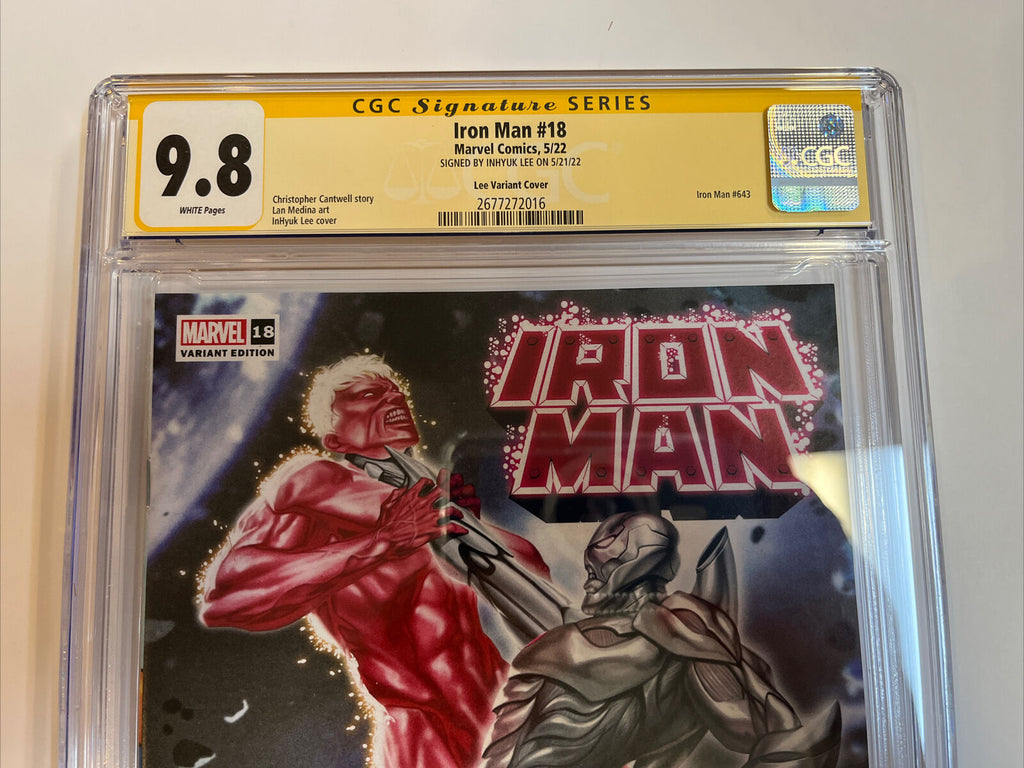 CGC Signature SERIES
9.8
WHITE Pages
Iron Man #18
Marvel Comics, 5/22
SIGNED BY INHYUK LEE ON 5/21/22
Lee Variant Cover
2677272016
Christopher Cantwell story
Lan Medina art
InHyuk Lee cover
Iron Man #643
CGC
CGC
MARVEL 18
VARIANT EDITION
IRON
MAN